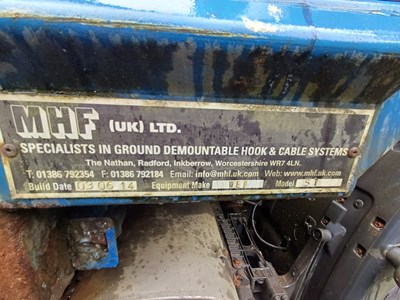 MHF (UK) LTD.
SPECIALISTS IN GROUND DEMOUNTABLE HOOK & CABLE SYSTEMS
The Nathan, Radford, Inkberrow, Worcestershire WR7 4LN.
T: 01386 792354 F: 01386 792184 Email: info@mhf.uk.com Web: www.mhf.uk.com
Build Date 03 06 14 Equipment Make Model